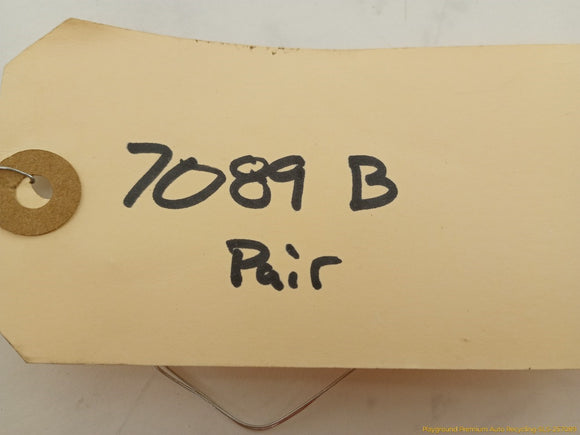 7089 B
Pair
Playground Premium Auto Recycling